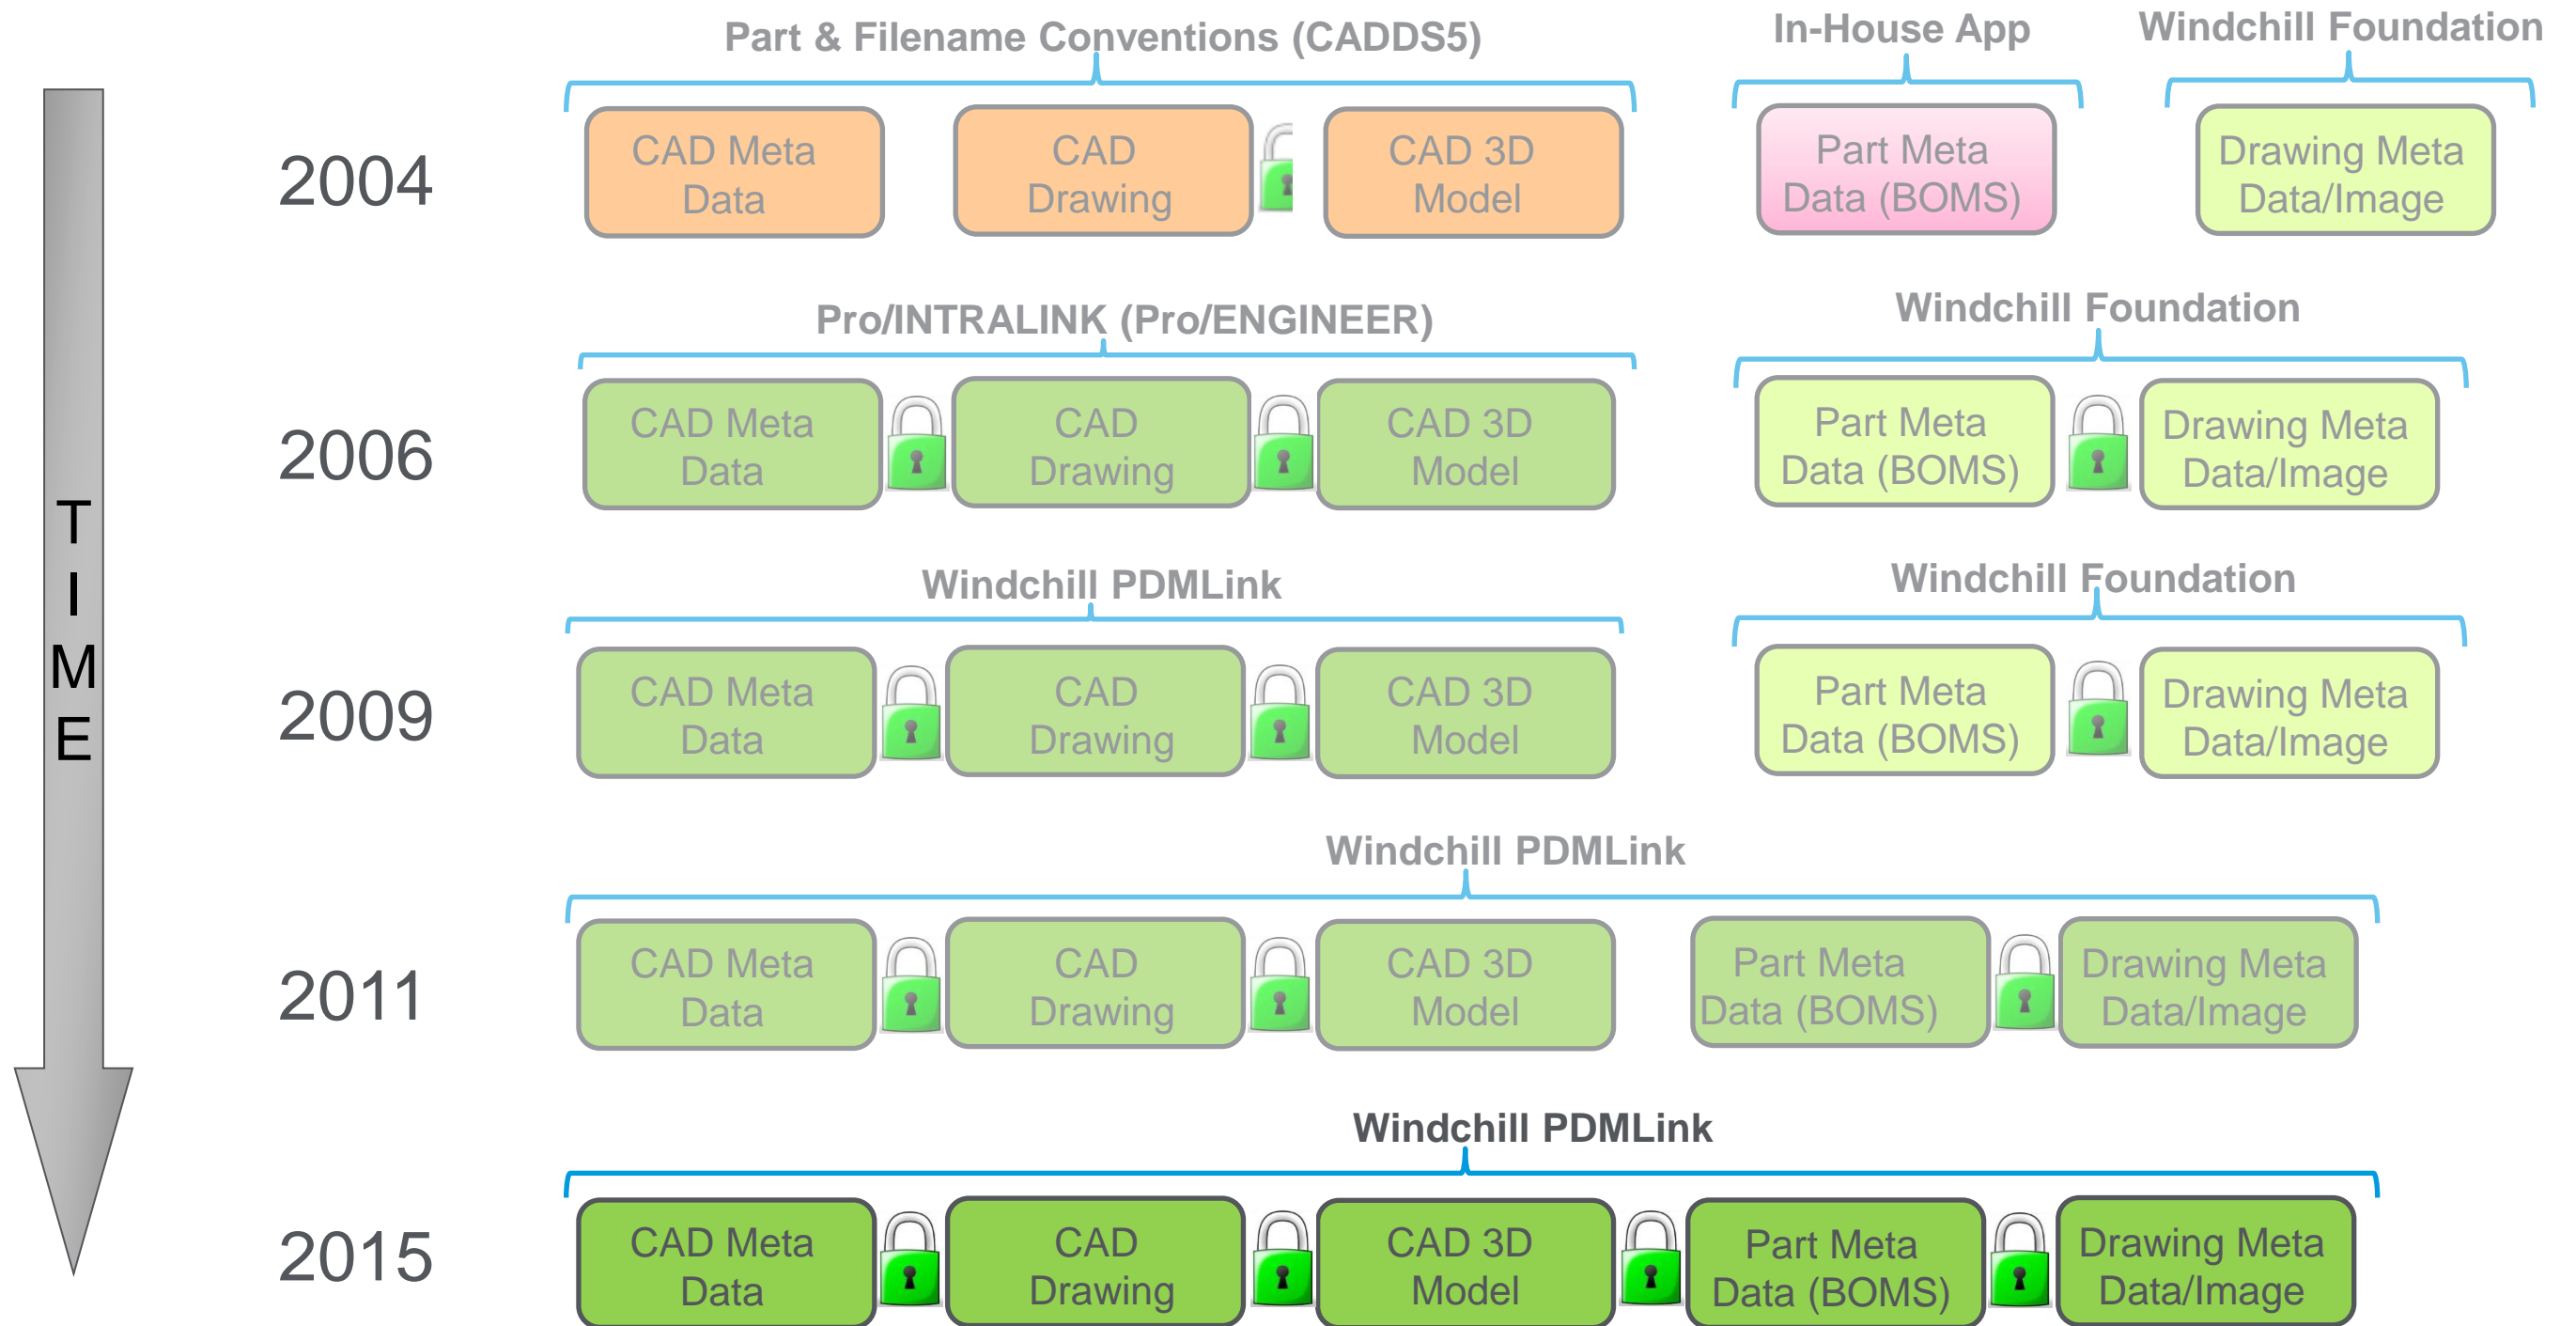 Part & Filename Conventions (CADDS5)
In-House App
Windchill Foundation
2004
CAD Meta
Data
CAD
Drawing
CAD 3D
Model
Part Meta
Data (BOMS)
Drawing Meta
Data/Image
Pro/INTRALINK (Pro/ENGINEER)
Windchill Foundation
2006
CAD Meta
Data
CAD
Drawing
CAD 3D
Model
Part Meta
Data (BOMS)
Drawing Meta
Data/Image
T
I
M
E
Windchill PDMLink
Windchill Foundation
2009
CAD Meta
Data
CAD
Drawing
CAD 3D
Model
Part Meta
Data (BOMS)
Drawing Meta
Data/Image
Windchill PDMLink
2011
CAD Meta
Data
CAD
Drawing
CAD 3D
Model
Part Meta
Data (BOMS)
Drawing Meta
Data/Image
Windchill PDMLink
2015
CAD Meta
Data
CAD
Drawing
CAD 3D
Model
Part Meta
Data (BOMS)
Drawing Meta
Data/Image